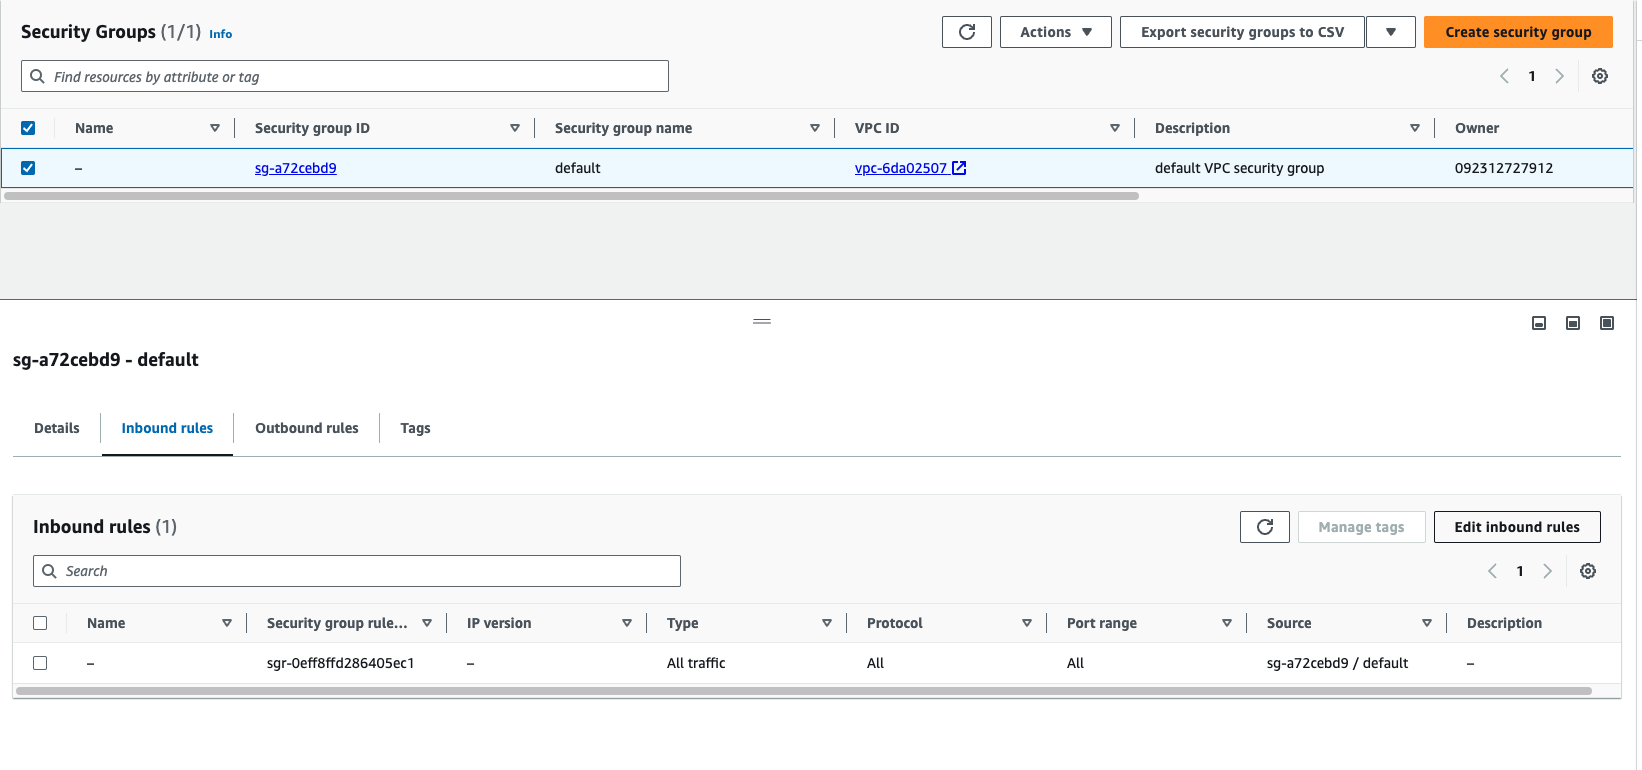 Security Groups (1/1) Info
Actions
Export security groups to CSV
Create security group
Find resources by attribute or tag
1
Name Security group ID Security group name VPC ID Description Owner
– sg-a72cebd9 default vpc-6da02507 default VPC security group 092312727912
sg-a72cebd9 - default
Details Inbound rules Outbound rules Tags
Inbound rules (1)
Manage tags
Edit inbound rules
Search
1
Name Security group rule... IP version Type Protocol Port range Source Description
– sgr-0eff8ffd286405ec1 – All traffic All All sg-a72cebd9 / default –